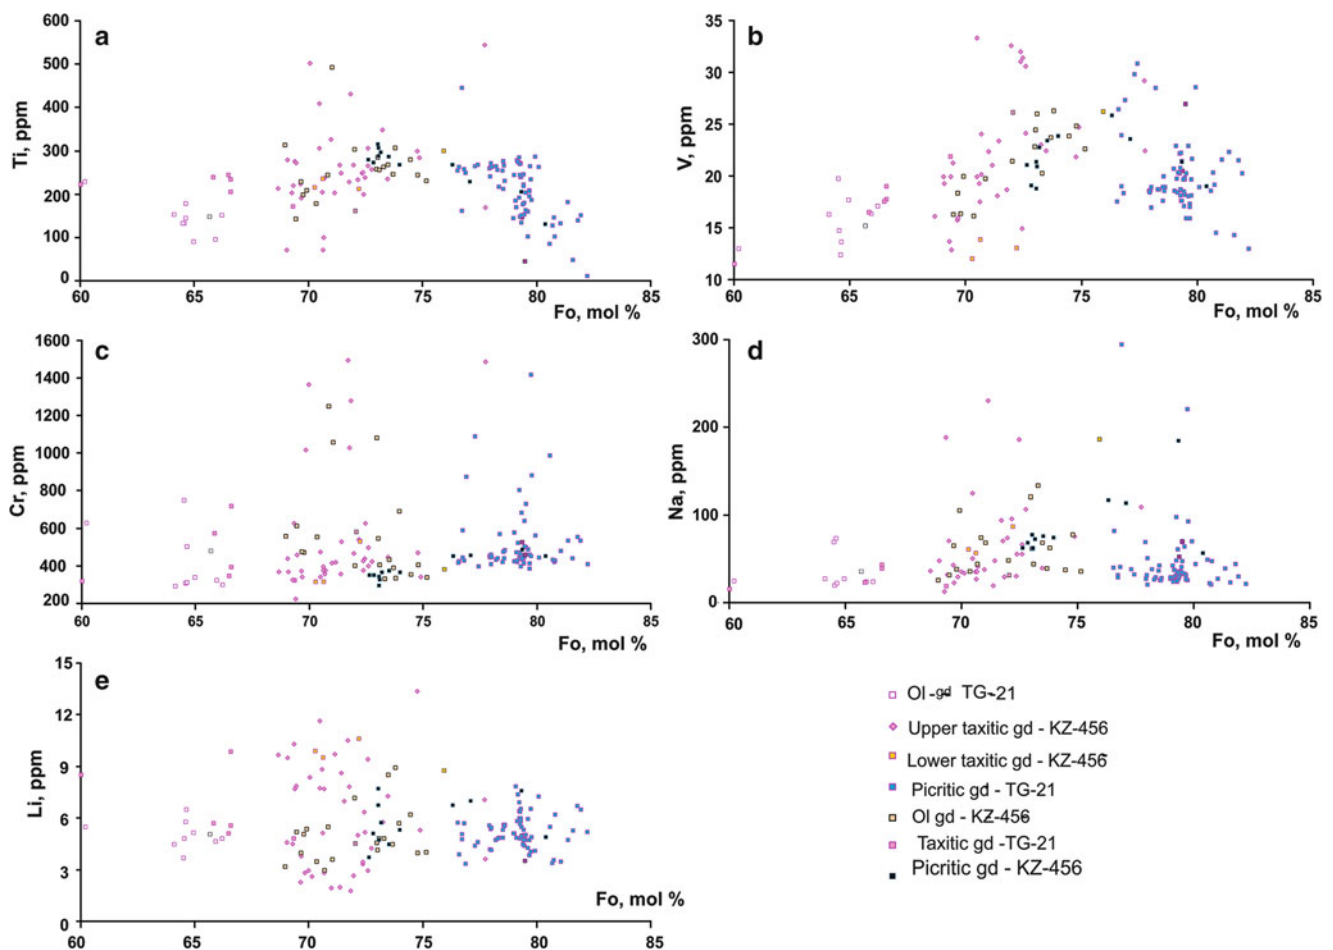 a
600
500
400
300
200
100
0
Ti, ppm
60
65
70
75
80
85
Fo, mol %
b
35
30
25
20
15
10
V, ppm
60
65
70
75
80
85
Fo, mol %
c
1600
1400
1200
1000
800
600
400
200
Cr, ppm
60
65
70
75
80
85
Fo, mol %
d
300
200
100
0
Na, ppm
60
65
70
75
80
85
Fo, mol %
e
15
12
9
6
3
0
Li, ppm
60
65
70
75
80
85
Fo, mol %
Ol - gd TG-21
Upper taxitic gd - KZ-456
Lower taxitic gd - KZ-456
Picritic gd - TG-21
Ol gd - KZ-456
Taxitic gd -TG-21
Picritic gd - KZ-456